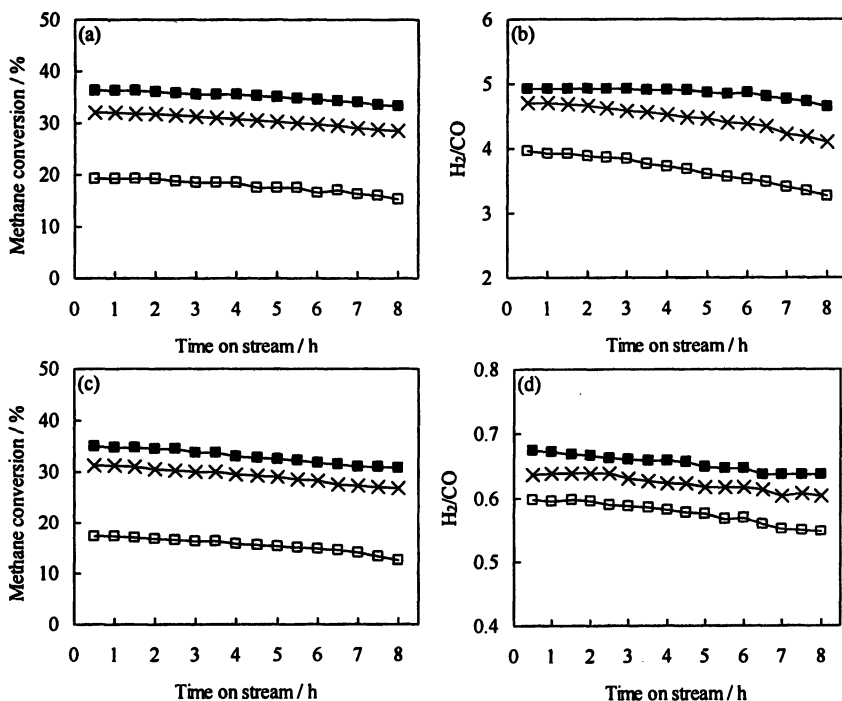 50
40
30
20
10
0
Methane conversion / %
(a)
0 1 2 3 4 5 6 7 8
Time on stream / h
6
5
4
3
2
H₂/CO
(b)
0 1 2 3 4 5 6 7 8
Time on stream / h
50
40
30
20
10
0
Methane conversion / %
(c)
0 1 2 3 4 5 6 7 8
Time on stream / h
0.8
0.7
0.6
0.5
0.4
H₂/CO
(d)
0 1 2 3 4 5 6 7 8
Time on stream / h